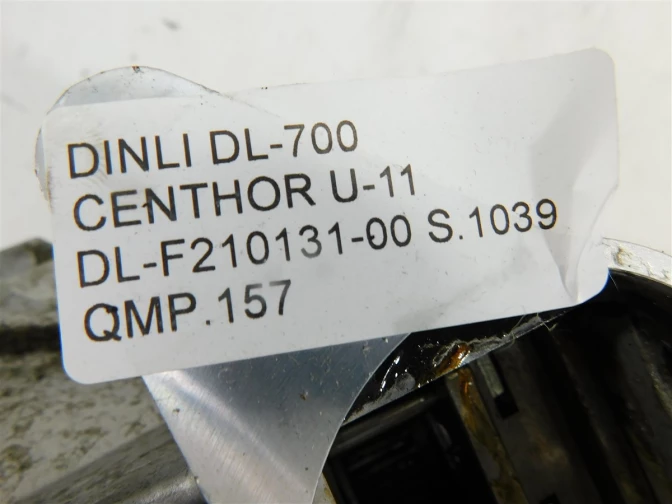 DINLI DL-700
CENTHOR U-11
DL-F210131-00 S.1039
QMP.157